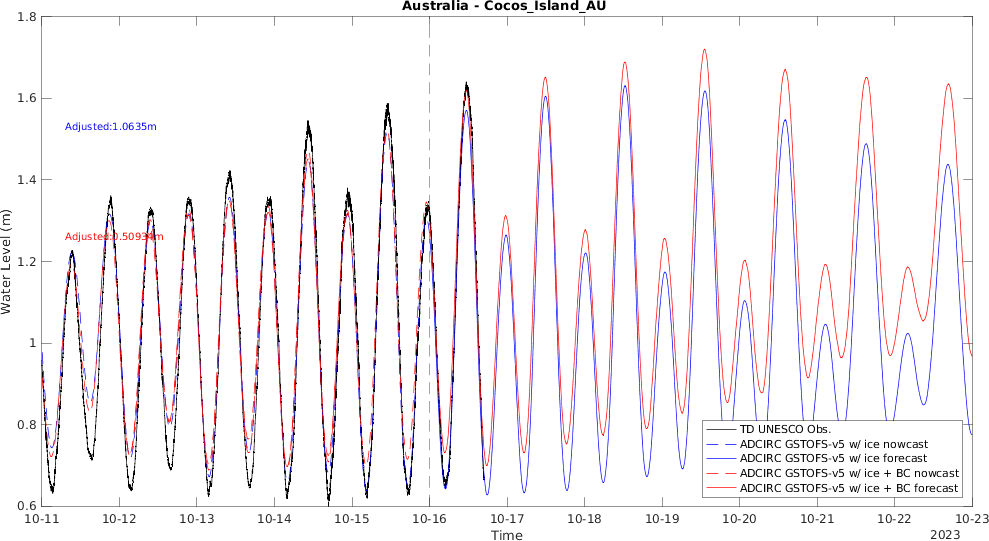 Australia - Cocos_Island_AU
1.8
1.6
1.4
1.2
1
0.8
0.6
Water Level (m)
Adjusted:1.0635m
Adjusted:0.50934m
TD UNESCO Obs.
ADCIRC GSTOFS-v5 w/ ice nowcast
ADCIRC GSTOFS-v5 w/ ice forecast
ADCIRC GSTOFS-v5 w/ ice + BC nowcast
ADCIRC GSTOFS-v5 w/ ice + BC forecast
10-11 10-12 10-13 10-14 10-15 10-16 10-17 10-18 10-19 10-20 10-21 10-22 10-23
Time
2023